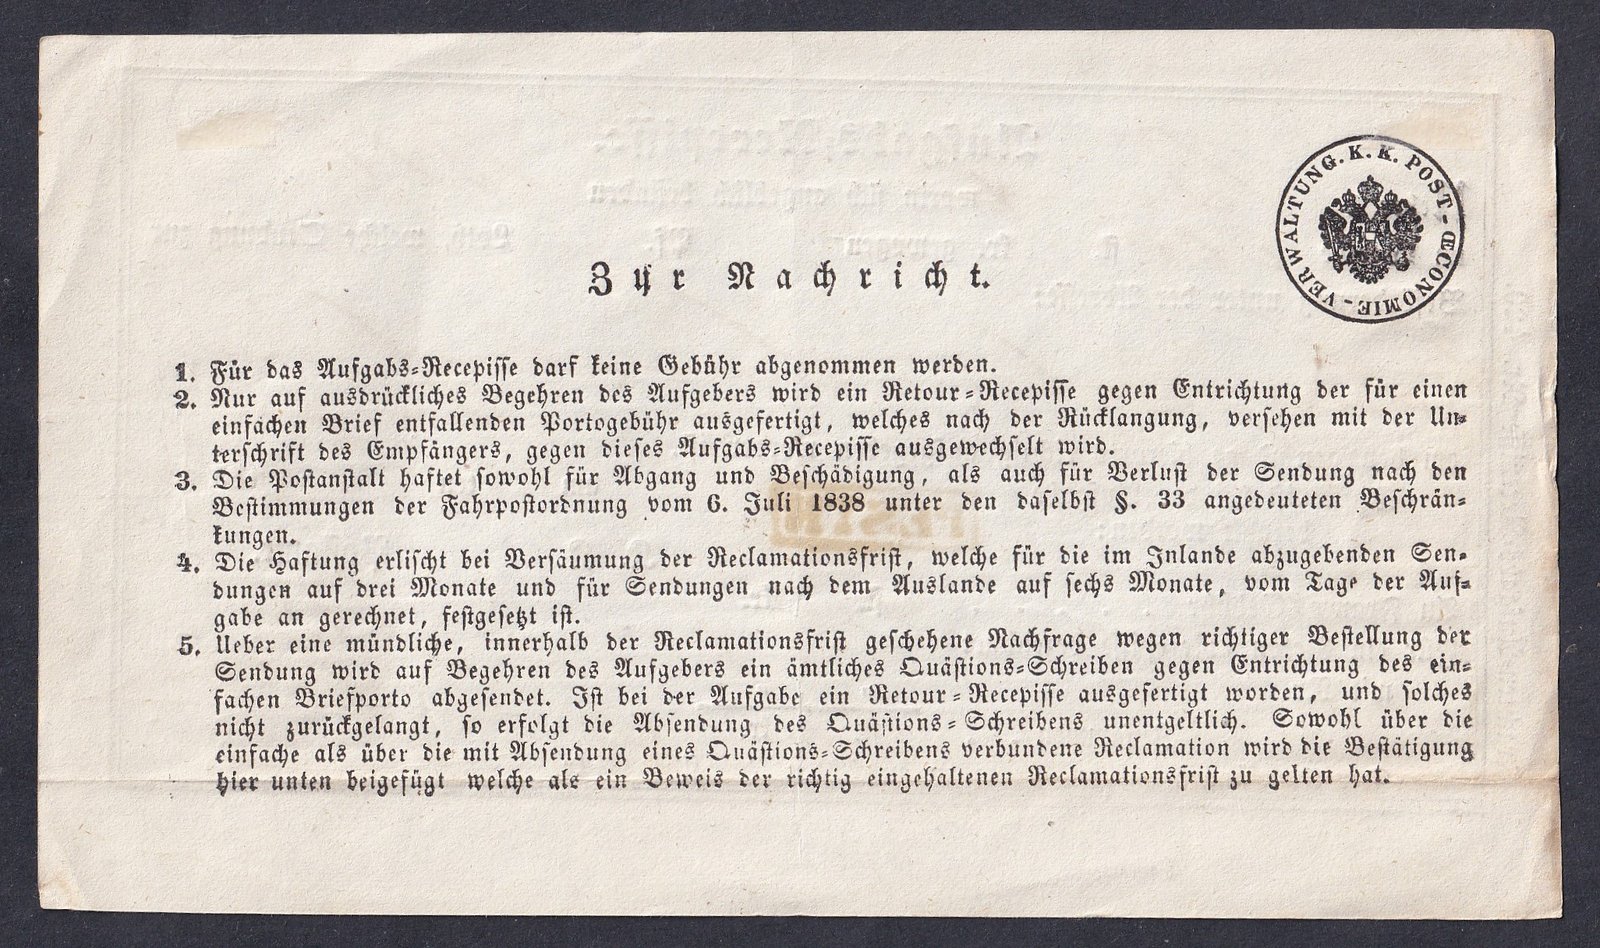 Zur Nachricht.
K. K. POST-ŒCONOMIE-VERWALTUNG.
1. Für das Aufgabs-Recepisse darf keine Gebühr abgenommen werden.
2. Nur auf ausdrückliches Begehren des Aufgebers wird ein Retour-Recepisse gegen Entrichtung der für einen
einfachen Brief entfallenden Portogebühr ausgefertigt, welches nach der Rücklangung, versehen mit der Un-
terschrift des Empfängers, gegen dieses Aufgabs-Recepisse ausgewechselt wird.
3. Die Postanstalt haftet sowohl für Abgang und Beschädigung, als auch für Verlust der Sendung nach den
Bestimmungen der Fahrpostordnung vom 6. Juli 1838 unter den daselbst §. 33 angedeuteten Beschrän-
kungen.
4. Die Haftung erlischt bei Versäumung der Reclamationsfrist, welche für die im Inlande abzugebenden Sen-
dungen auf drei Monate und für Sendungen nach dem Auslande auf sechs Monate, vom Tage der Auf-
gabe an gerechnet, festgesetzt ist.
5. Ueber eine mündliche, innerhalb der Reclamationsfrist geschehene Nachfrage wegen richtiger Bestellung der
Sendung wird auf Begehren des Aufgebers ein ämtliches Quästions-Schreiben gegen Entrichtung des ein-
fachen Briefporto abgesendet. Ist bei der Aufgabe ein Retour-Recepisse ausgefertigt worden, und solches
nicht zurückgelangt, so erfolgt die Absendung des Quästions-Schreibens unentgeltlich. Sowohl über die
einfache als über die mit Absendung eines Quästions-Schreibens verbundene Reclamation wird die Bestätigung
hier unten beigefügt welche als ein Beweis der richtig eingehaltenen Reclamationsfrist zu gelten hat.